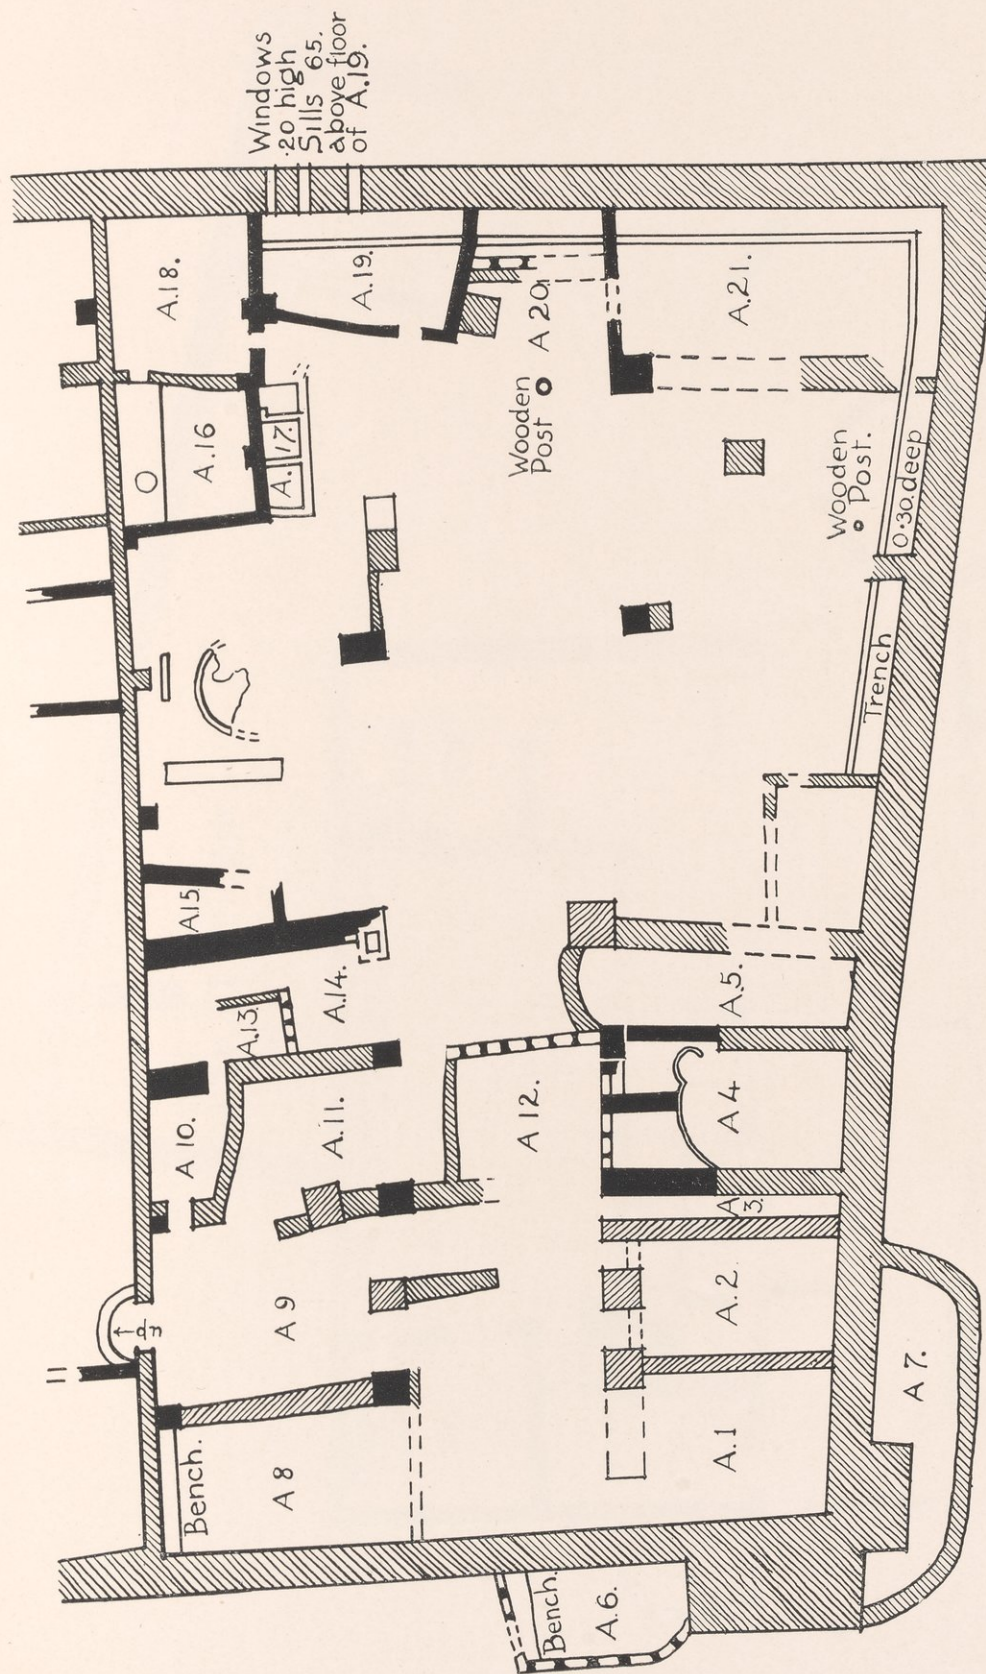 Windows
·20 high
Sills 65.
above floor
of A.19.
A.18.
A.19.
A.16
A. 17.
A 20.
A.21.
Wooden
Post
Wooden
Post.
0·30.deep
Trench
A15.
A.14.
A.13.
A 10.
A.11.
A 12.
A.5.
A 4
A
3.
A.2.
A 9
A.1
A 7.
Bench.
A 8
Bench.
A.6.